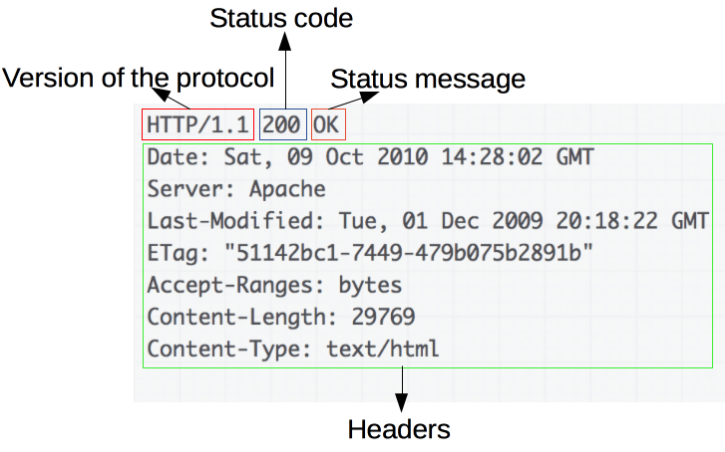 Status code
Version of the protocol
Status message
HTTP/1.1 200 OK
Date: Sat, 09 Oct 2010 14:28:02 GMT
Server: Apache
Last-Modified: Tue, 01 Dec 2009 20:18:22 GMT
ETag: "51142bc1-7449-479b075b2891b"
Accept-Ranges: bytes
Content-Length: 29769
Content-Type: text/html
Headers